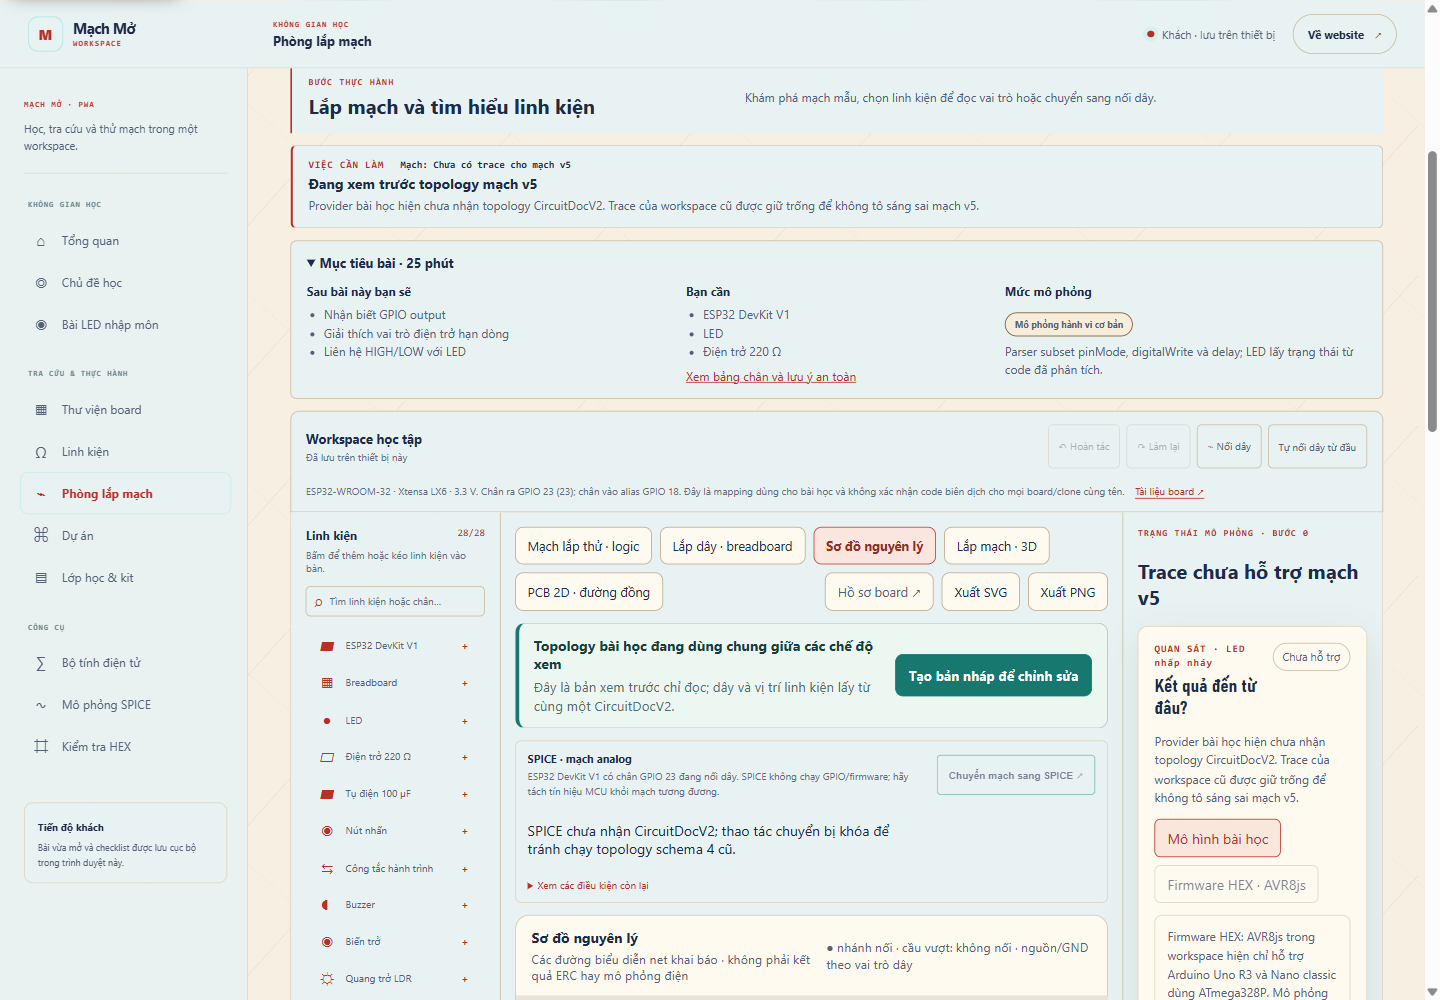 M
Mạch Mở
WORKSPACE
KHÔNG GIAN HỌC
Phòng lắp mạch
Khách · lưu trên thiết bị
Về website ↗
MẠCH MỞ · PWA
Học, tra cứu và thử mạch trong một
workspace.
KHÔNG GIAN HỌC
Tổng quan
Chủ đề học
Bài LED nhập môn
TRA CỨU & THỰC HÀNH
Thư viện board
Linh kiện
Phòng lắp mạch
Dự án
Lớp học & kit
CÔNG CỤ
Bộ tính điện tử
Mô phỏng SPICE
Kiểm tra HEX
Tiến độ khách
Bài vừa mở và checklist được lưu cục bộ
trong trình duyệt này.
BƯỚC THỰC HÀNH
Lắp mạch và tìm hiểu linh kiện
Khám phá mạch mẫu, chọn linh kiện để đọc vai trò hoặc chuyển sang nối dây.
VIỆC CẦN LÀM Mạch: Chưa có trace cho mạch v5
Đang xem trước topology mạch v5
Provider bài học hiện chưa nhận topology CircuitDocV2. Trace của workspace cũ được giữ trống để không tô sáng sai mạch v5.
▼ Mục tiêu bài · 25 phút
Sau bài này bạn sẽ
• Nhận biết GPIO output
• Giải thích vai trò điện trở hạn dòng
• Liên hệ HIGH/LOW với LED
Bạn cần
• ESP32 DevKit V1
• LED
• Điện trở 220 Ω
Xem bảng chân và lưu ý an toàn
Mức mô phỏng
Mô phỏng hành vi cơ bản
Parser subset pinMode, digitalWrite và delay; LED lấy trạng thái từ
code đã phân tích.
Workspace học tập
Đã lưu trên thiết bị này
↶ Hoàn tác
↷ Làm lại
~ Nối dây
Tự nối dây từ đầu
ESP32-WROOM-32 · Xtensa LX6 · 3.3 V. Chân ra GPIO 23 (23); chân vào alias GPIO 18. Đây là mapping dùng cho bài học và không xác nhận code biên dịch cho mọi board/clone cùng tên. Tài liệu board ↗
Linh kiện 28/28
Bấm để thêm hoặc kéo linh kiện vào
bàn.
Tìm linh kiện hoặc chân...
ESP32 DevKit V1 +
Breadboard +
LED +
Điện trở 220 Ω +
Tụ điện 100 µF +
Nút nhấn +
Công tắc hành trình +
Buzzer +
Biến trở +
Quang trở LDR +
Mạch lắp thử · logic
Lắp dây · breadboard
Sơ đồ nguyên lý
Lắp mạch · 3D
PCB 2D · đường đồng
Hồ sơ board ↗
Xuất SVG
Xuất PNG
Topology bài học đang dùng chung giữa các chế độ
xem
Đây là bản xem trước chỉ đọc; dây và vị trí linh kiện lấy từ
cùng một CircuitDocV2.
Tạo bản nháp để chỉnh sửa
SPICE · mạch analog
ESP32 DevKit V1 có chân GPIO 23 đang nối dây. SPICE không chạy GPIO/firmware; hãy
tách tín hiệu MCU khỏi mạch tương đương.
Chuyển mạch sang SPICE ↗
SPICE chưa nhận CircuitDocV2; thao tác chuyển bị khóa để
tránh chạy topology schema 4 cũ.
▶ Xem các điều kiện còn lại
Sơ đồ nguyên lý
Các đường biểu diễn net khai báo · không phải kết
quả ERC hay mô phỏng điện
● nhánh nối · cầu vượt: không nối · nguồn/GND
theo vai trò dây
TRẠNG THÁI MÔ PHỎNG · BƯỚC 0
Trace chưa hỗ trợ mạch
v5
QUAN SÁT · LED
nhấp nháy
Chưa hỗ trợ
Kết quả đến từ
đâu?
Provider bài học hiện chưa nhận
topology CircuitDocV2. Trace của
workspace cũ được giữ trống để
không tô sáng sai mạch v5.
Mô hình bài học
Firmware HEX · AVR8js
Firmware HEX: AVR8js trong
workspace hiện chỉ hỗ trợ
Arduino Uno R3 và Nano classic
dùng ATmega328P. Mô phỏng